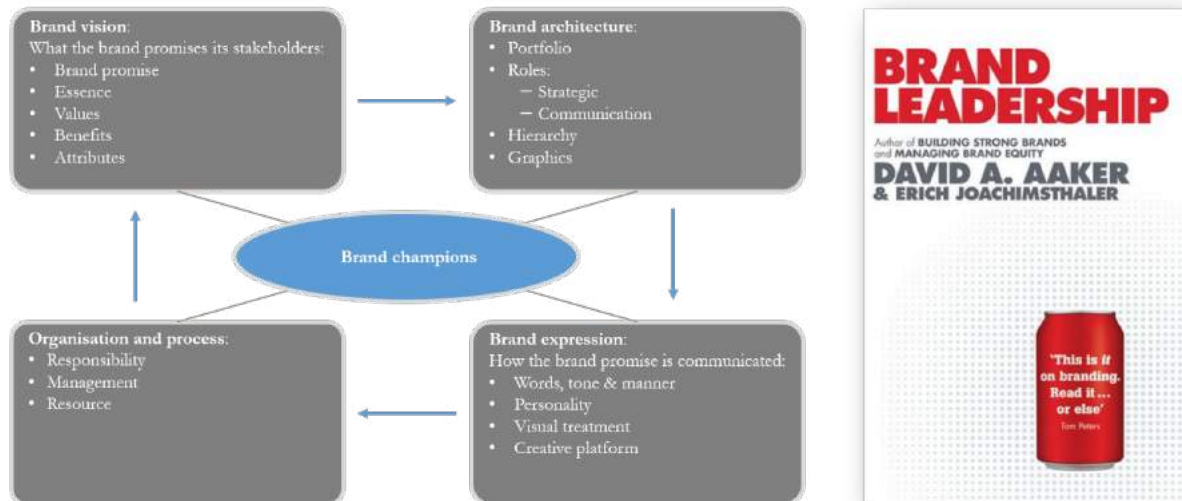 Brand vision:
What the brand promises its stakeholders:
• Brand promise
• Essence
• Values
• Benefits
• Attributes
Brand architecture:
• Portfolio
• Roles:
– Strategic
– Communication
• Hierarchy
• Graphics
Brand champions
Organisation and process:
• Responsibility
• Management
• Resource
Brand expression:
How the brand promise is communicated:
• Words, tone & manner
• Personality
• Visual treatment
• Creative platform
BRAND
LEADERSHIP
Author of BUILDING STRONG BRANDS
and MANAGING BRAND EQUITY
DAVID A. AAKER
& ERICH JOACHIMSTHALER
'This is it
on branding.
Read it...
or else'
Tom Peters